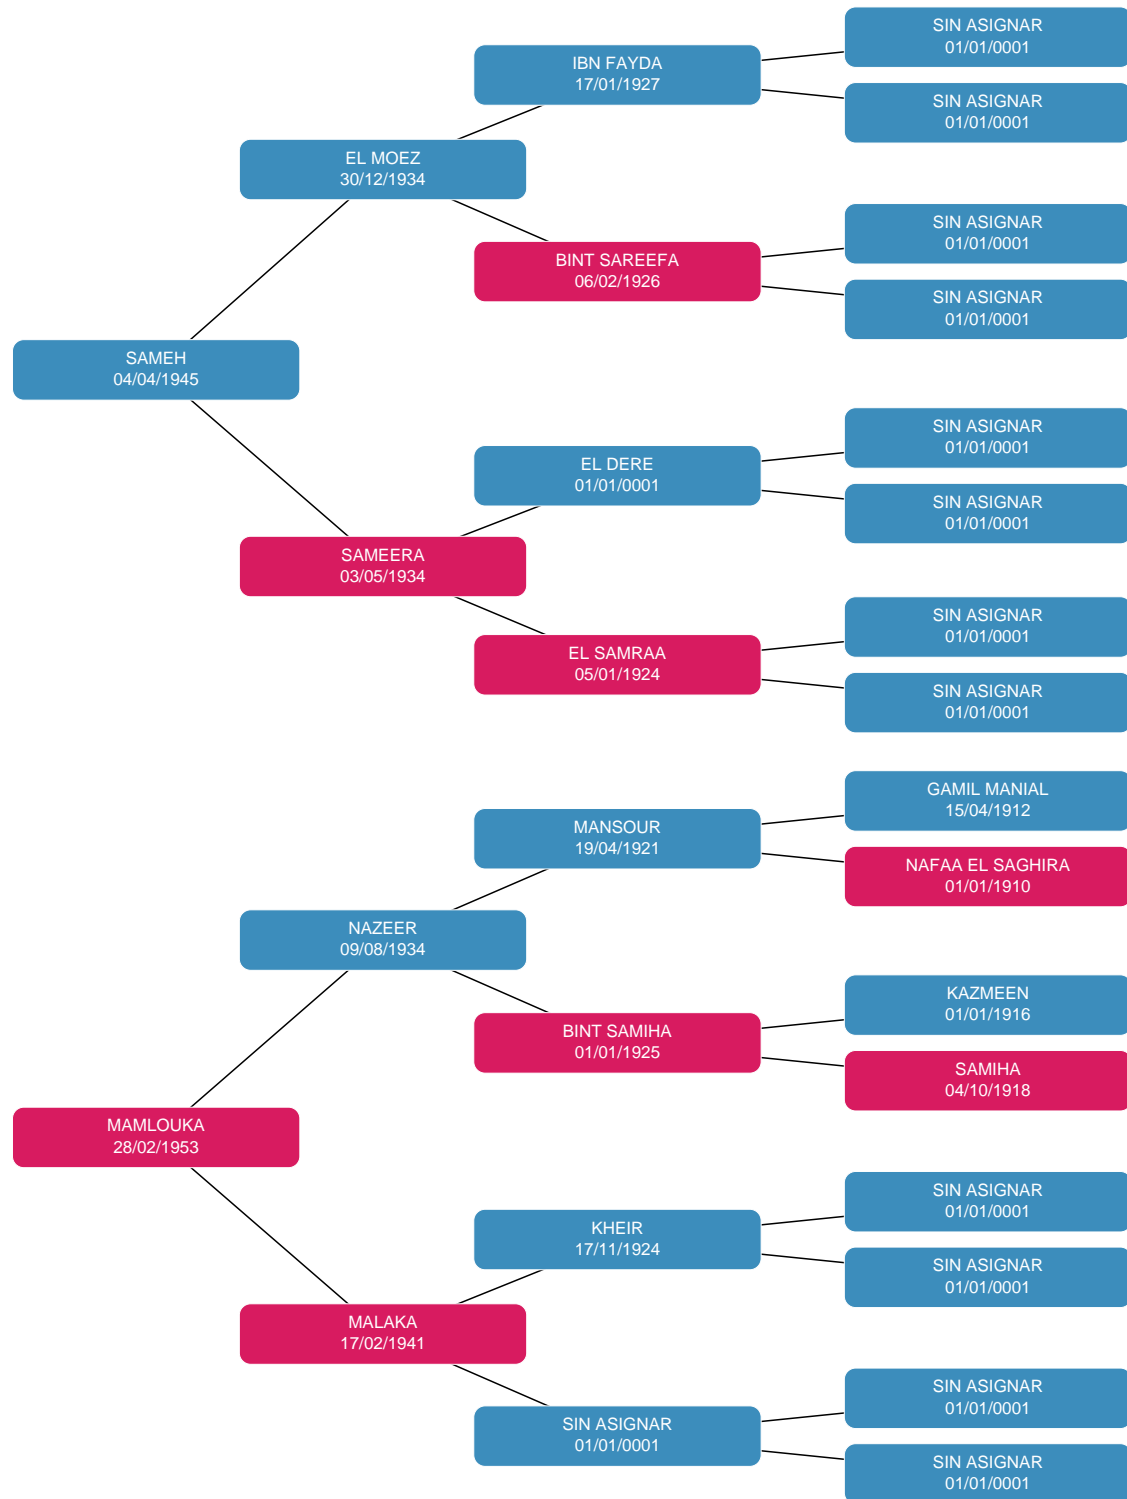 SIN ASIGNAR
01/01/0001
IBN FAYDA
17/01/1927
SIN ASIGNAR
01/01/0001
EL MOEZ
30/12/1934
SIN ASIGNAR
01/01/0001
BINT SAREEFA
06/02/1926
SIN ASIGNAR
01/01/0001
SAMEH
04/04/1945
SIN ASIGNAR
01/01/0001
EL DERE
01/01/0001
SIN ASIGNAR
01/01/0001
SAMEERA
03/05/1934
SIN ASIGNAR
01/01/0001
EL SAMRAA
05/01/1924
SIN ASIGNAR
01/01/0001
GAMIL MANIAL
15/04/1912
MANSOUR
19/04/1921
NAFAA EL SAGHIRA
01/01/1910
NAZEER
09/08/1934
KAZMEEN
01/01/1916
BINT SAMIHA
01/01/1925
SAMIHA
04/10/1918
MAMLOUKA
28/02/1953
SIN ASIGNAR
01/01/0001
KHEIR
17/11/1924
SIN ASIGNAR
01/01/0001
MALAKA
17/02/1941
SIN ASIGNAR
01/01/0001
SIN ASIGNAR
01/01/0001
SIN ASIGNAR
01/01/0001